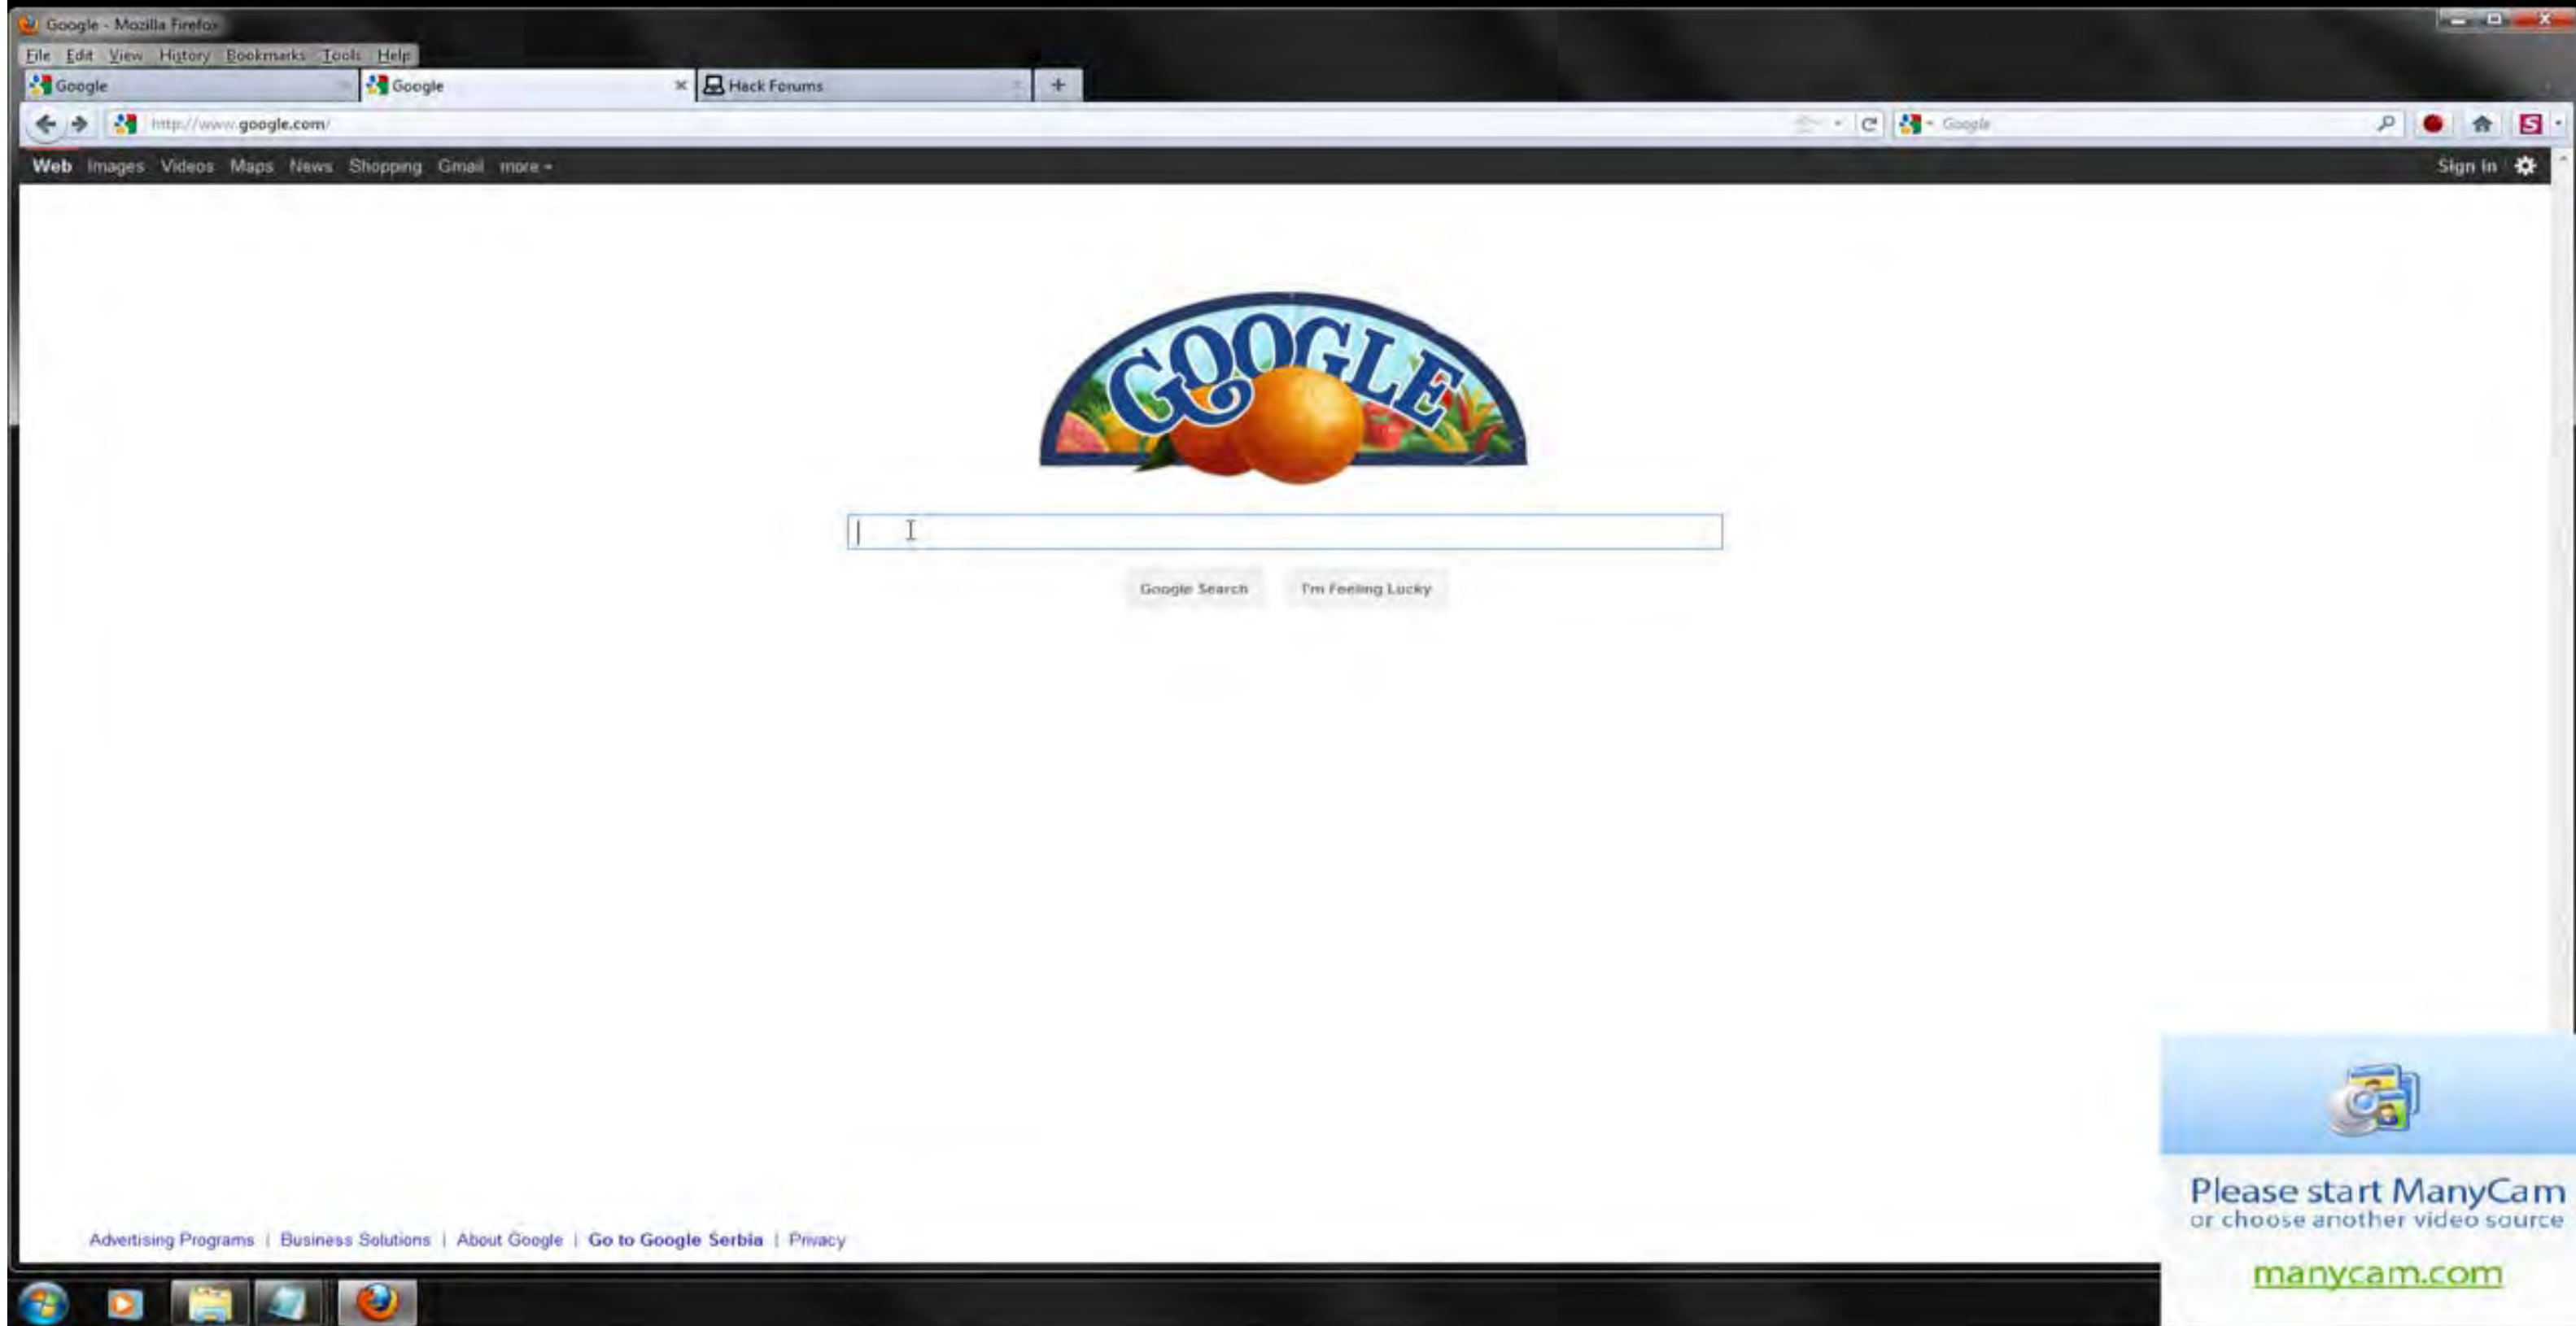 Google - Mozilla Firefox
File Edit View History Bookmarks Tools Help
Google
Google
Hack Forums
http://www.google.com/
Google
Web Images Videos Maps News Shopping Gmail more
Sign in
GOOGLE
Google Search
I'm Feeling Lucky
Please start ManyCam
or choose another video source
manycam.com
Advertising Programs | Business Solutions | About Google | Go to Google Serbia | Privacy